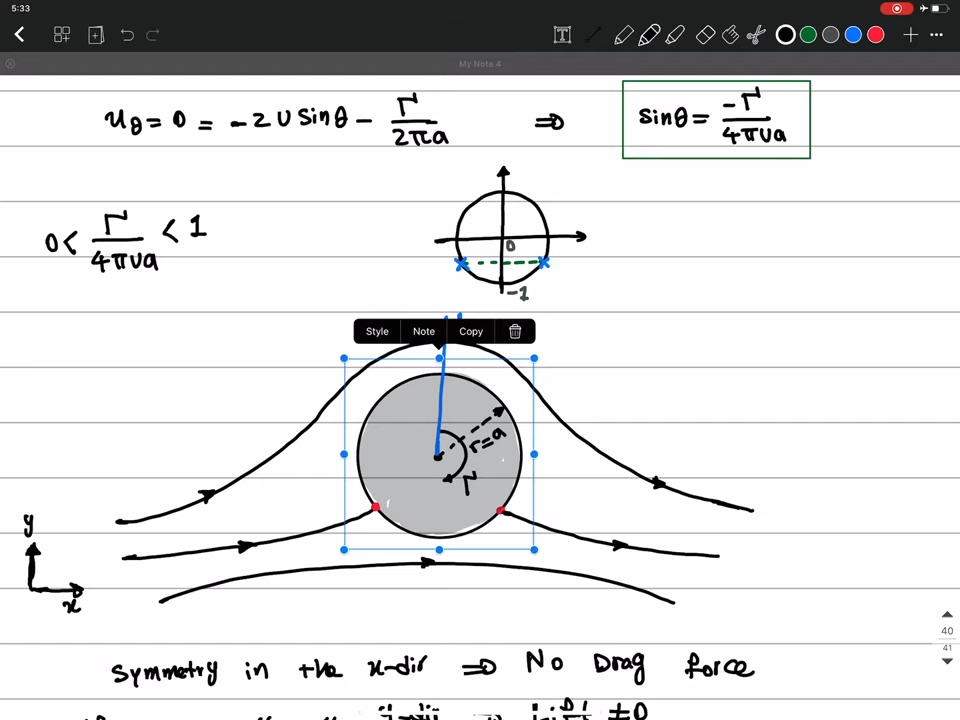 5:33
My Note 4
uθ = 0 = -2U Sinθ - Γ/2πa ⇒ Sinθ = -Γ/4πUa
0 < Γ/4πUa < 1
0
-1
Style Note Copy
r=a
Γ
y
x
40
41
Symmetry in the x-dir ⇒ No Drag force
≠0